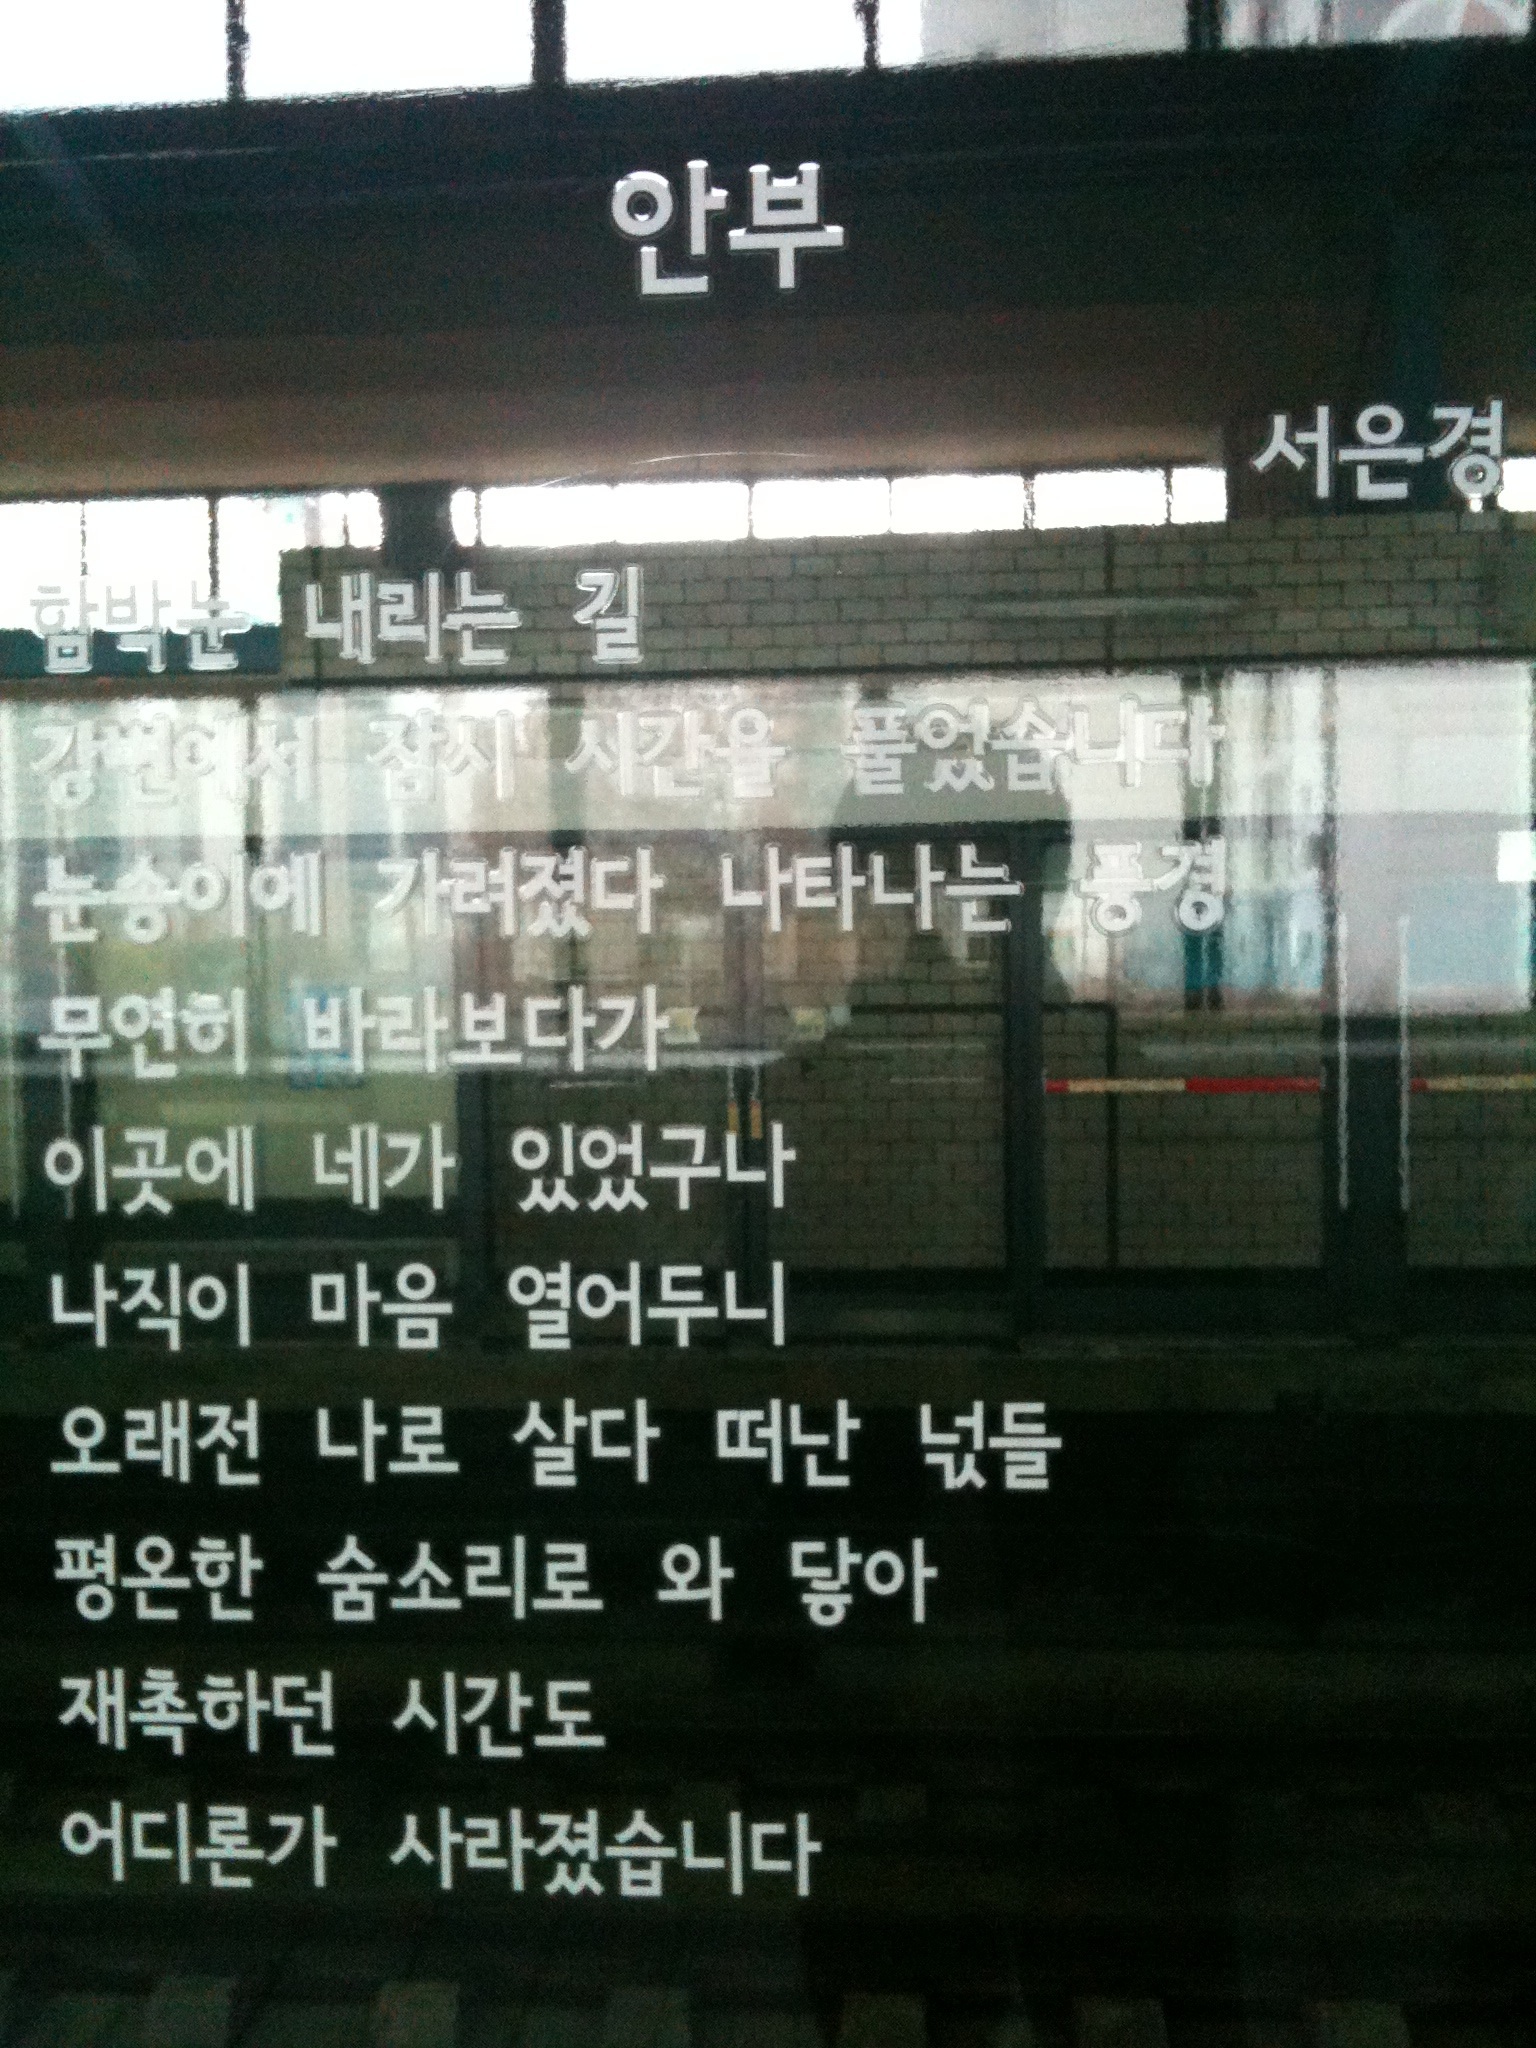 안부
서은경
함박눈 내리는 길
강변에서 잠시 시간을 풀었습니다
눈송이에 가려졌다 나타나는 풍경
무연히 바라보다가
이곳에 네가 있었구나
나직이 마음 열어두니
오래전 나로 살다 떠난 넋들
평온한 숨소리로 와 닿아
재촉하던 시간도
어디론가 사라졌습니다